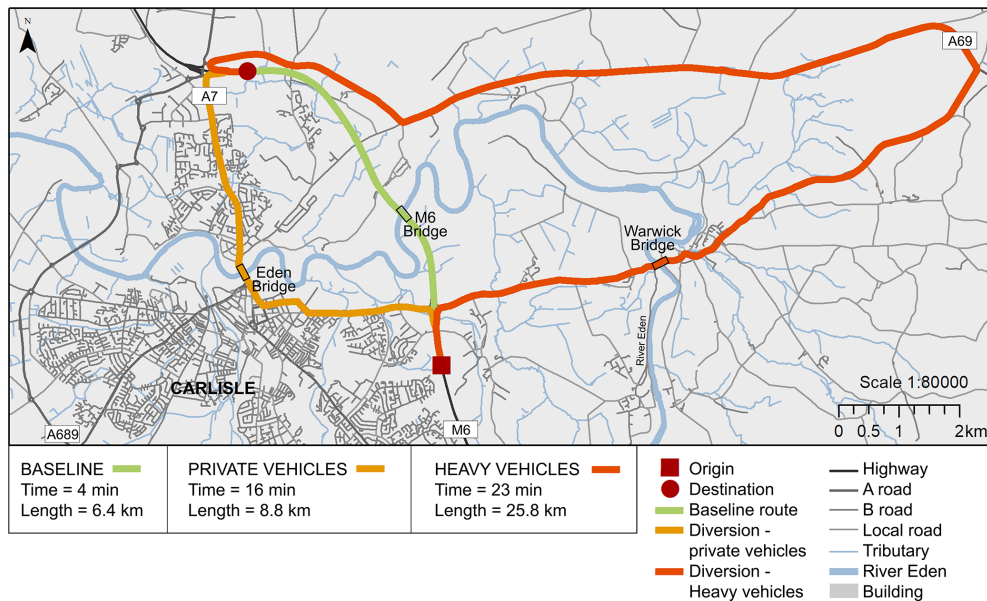 N
A69
A7
M6
Bridge
Warwick
Bridge
Eden
Bridge
River Eden
CARLISLE
Scale 1:80000
0 0.5 1 2km
A689
M6
BASELINE
Time = 4 min
Length = 6.4 km
PRIVATE VEHICLES
Time = 16 min
Length = 8.8 km
HEAVY VEHICLES
Time = 23 min
Length = 25.8 km
Origin
Destination
Baseline route
Diversion -
private vehicles
Diversion -
Heavy vehicles
Highway
A road
B road
Local road
Tributary
River Eden
Building